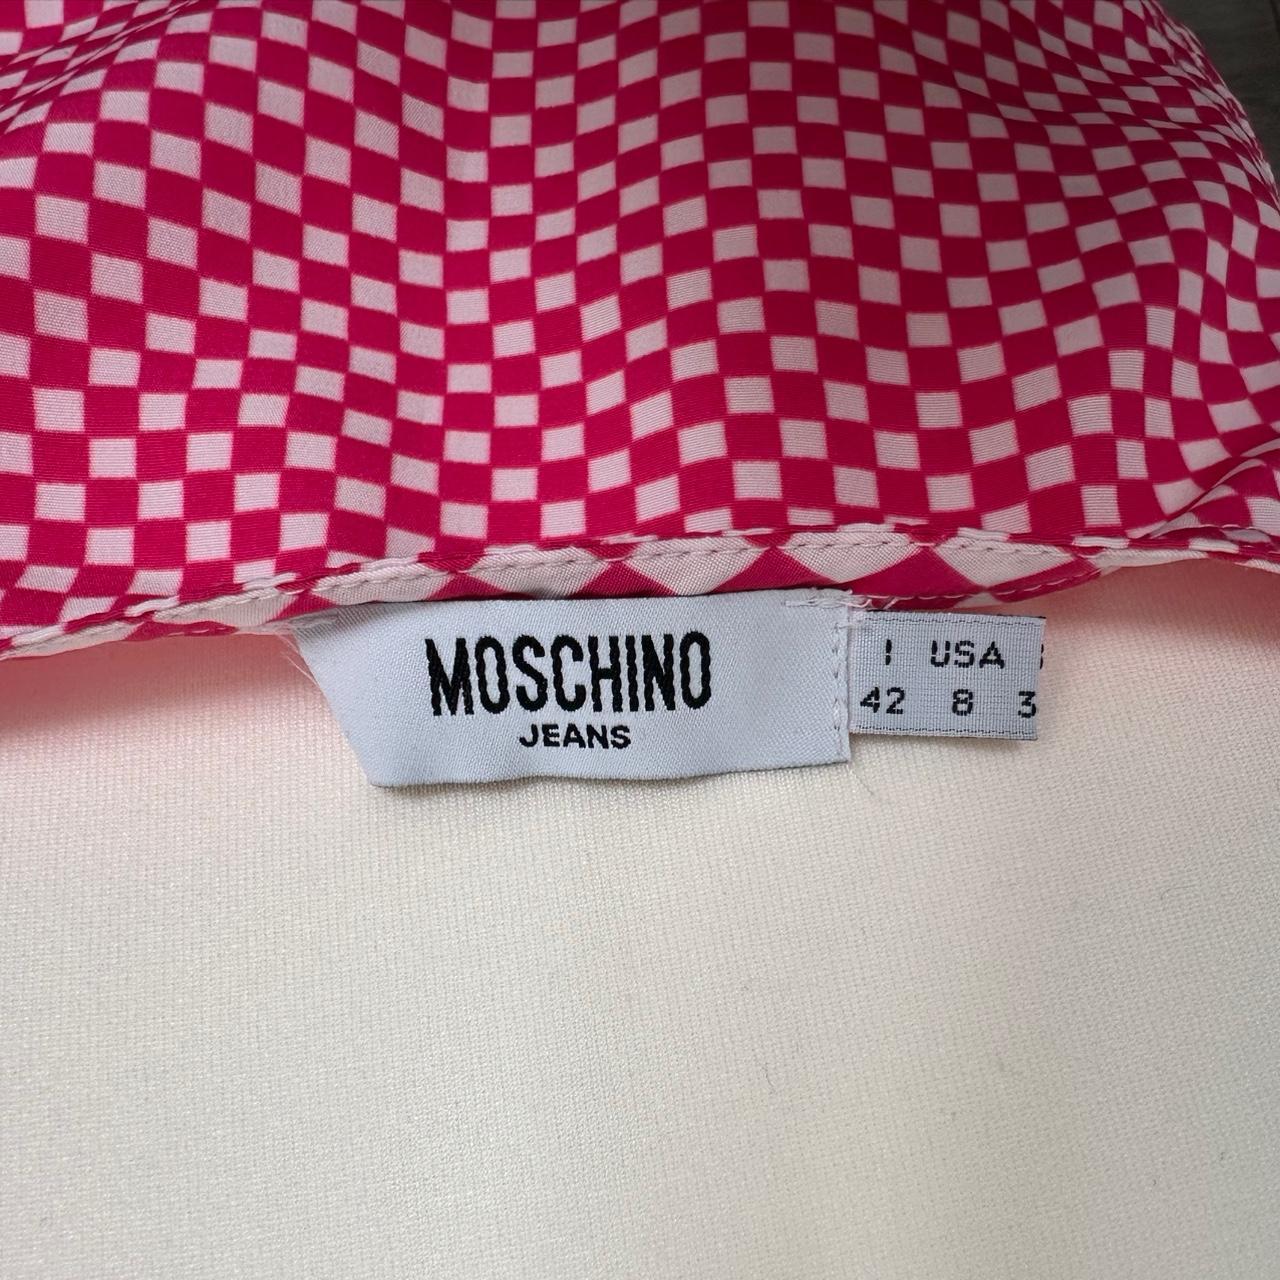 MOSCHINO
JEANS
I USA
42 8 3